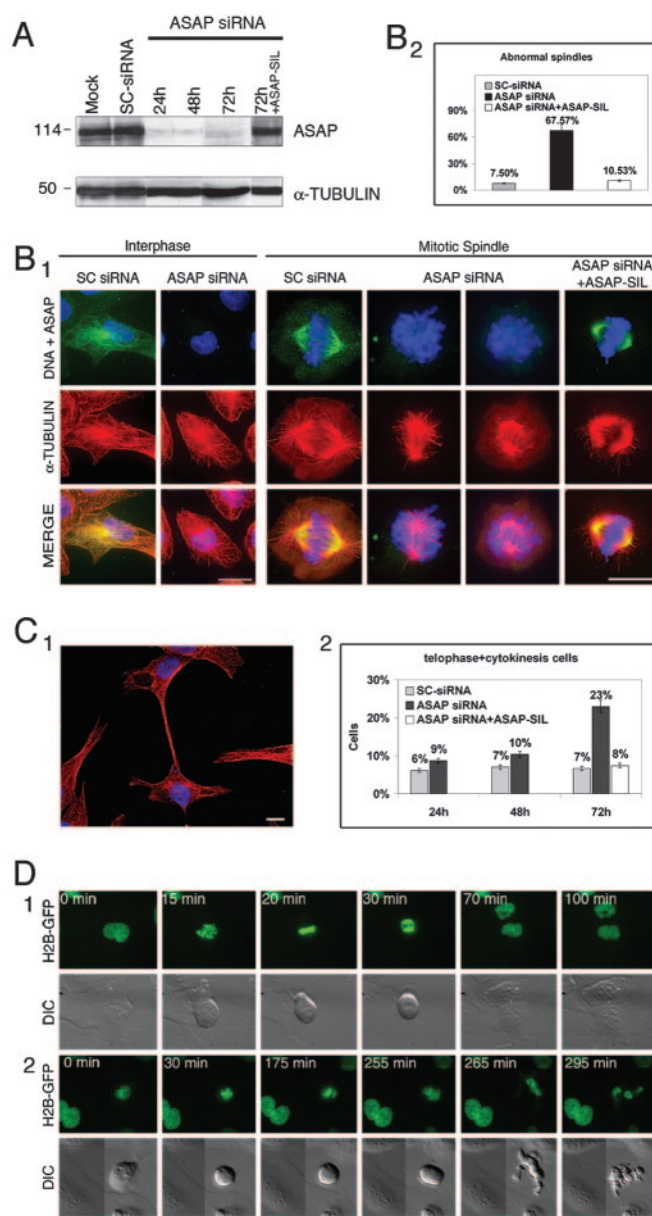 A
ASAP siRNA
Mock
SC-siRNA
24h
48h
72h
72h
+ASAP-SIL
114
ASAP
50
α-TUBULIN
B2
Abnormal spindles
SC-siRNA
ASAP siRNA
ASAP siRNA+ASAP-SIL
90%
60%
30%
0%
7.50%
67.57%
10.53%
B1
Interphase
Mitotic Spindle
SC siRNA
ASAP siRNA
SC siRNA
ASAP siRNA
ASAP siRNA
+ASAP-SIL
DNA + ASAP
α-TUBULIN
MERGE
C1
2
telophase+cytokinesis cells
SC-siRNA
ASAP siRNA
ASAP siRNA+ASAP-SIL
Cells
30%
20%
10%
0%
6%
9%
7%
10%
7%
23%
8%
24h
48h
72h
D
1
H2B-GFP
0 min
15 min
20 min
30 min
70 min
100 min
DIC
2
H2B-GFP
0 min
30 min
175 min
255 min
265 min
295 min
DIC